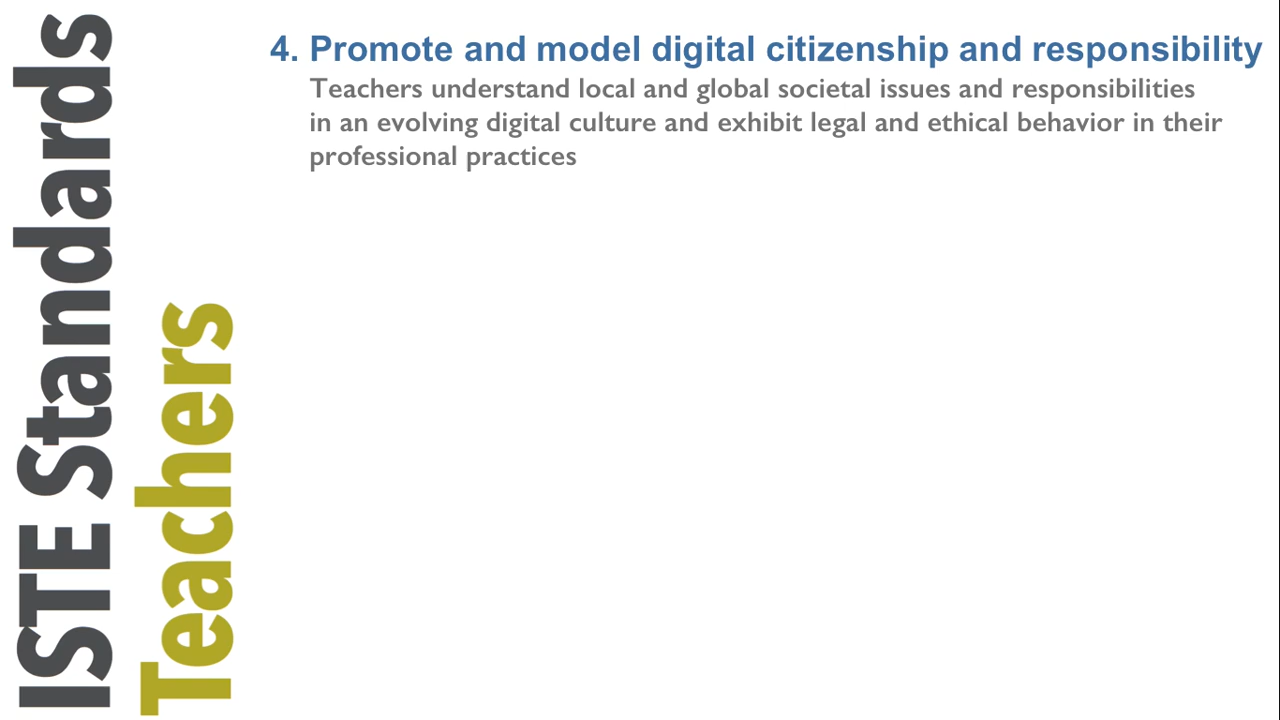 ISTE Standards
Teachers
4. Promote and model digital citizenship and responsibility
Teachers understand local and global societal issues and responsibilities
in an evolving digital culture and exhibit legal and ethical behavior in their
professional practices